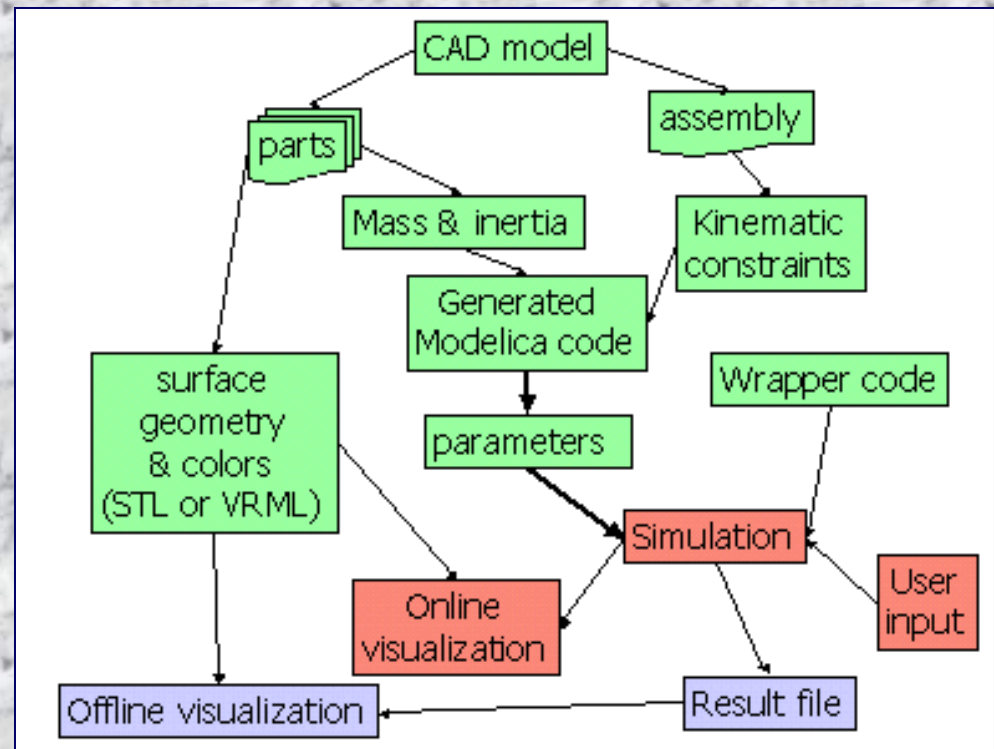 CAD model
parts
assembly
Mass & inertia
Kinematic
constraints
Generated
Modelica code
surface
geometry
& colors
(STL or VRML)
Wrapper code
parameters
Simulation
User
input
Online
visualization
Offline visualization
Result file